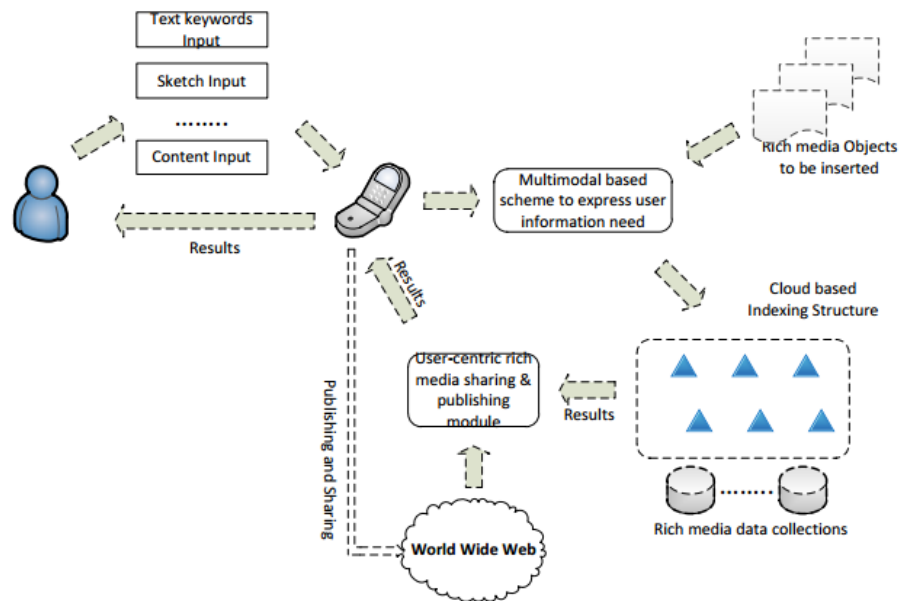 Text keywords
Input
Sketch Input
........
Content Input
Rich media Objects
to be inserted
Multimodal based
scheme to express user
information need
Results
Results
Cloud based
Indexing Structure
User-centric rich
media sharing &
publishing
module
Results
Publishing and Sharing
World Wide Web
........
Rich media data collections